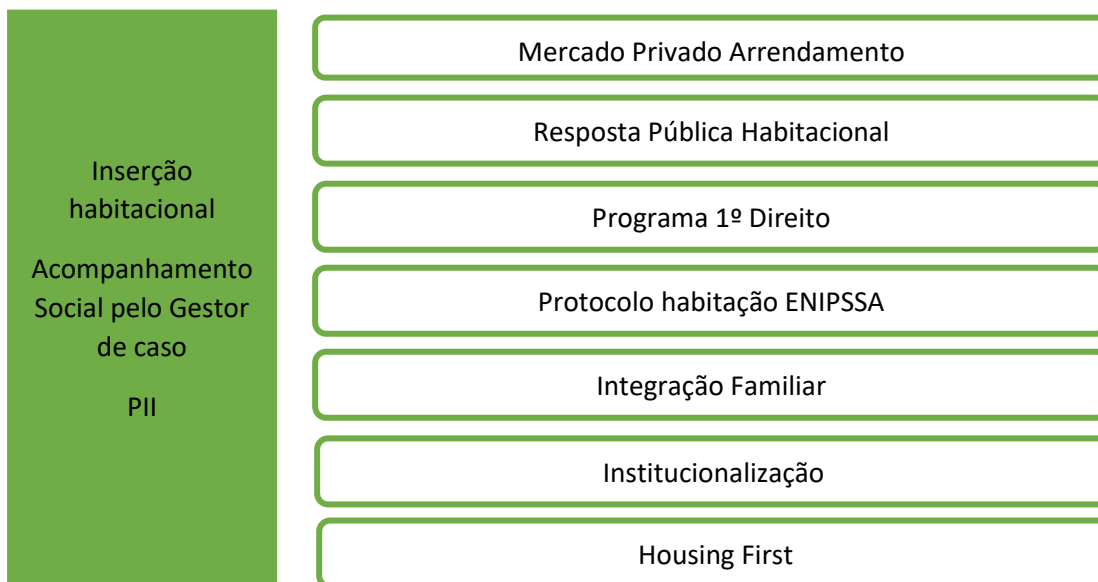 Inserção
habitacional
Acompanhamento
Social pelo Gestor
de caso
PII
Mercado Privado Arrendamento
Resposta Pública Habitacional
Programa 1º Direito
Protocolo habitação ENIPSSA
Integração Familiar
Institucionalização
Housing First